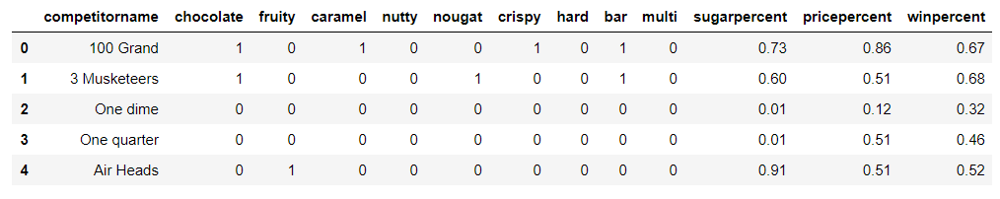 competitorname chocolate fruity caramel nutty nougat crispy hard bar multi sugarpercent pricepercent winpercent
0 100 Grand 1 0 1 0 0 1 0 1 0 0.73 0.86 0.67
1 3 Musketeers 1 0 0 0 1 0 0 1 0 0.60 0.51 0.68
2 One dime 0 0 0 0 0 0 0 0 0 0.01 0.12 0.32
3 One quarter 0 0 0 0 0 0 0 0 0 0.01 0.51 0.46
4 Air Heads 0 1 0 0 0 0 0 0 0 0.91 0.51 0.52